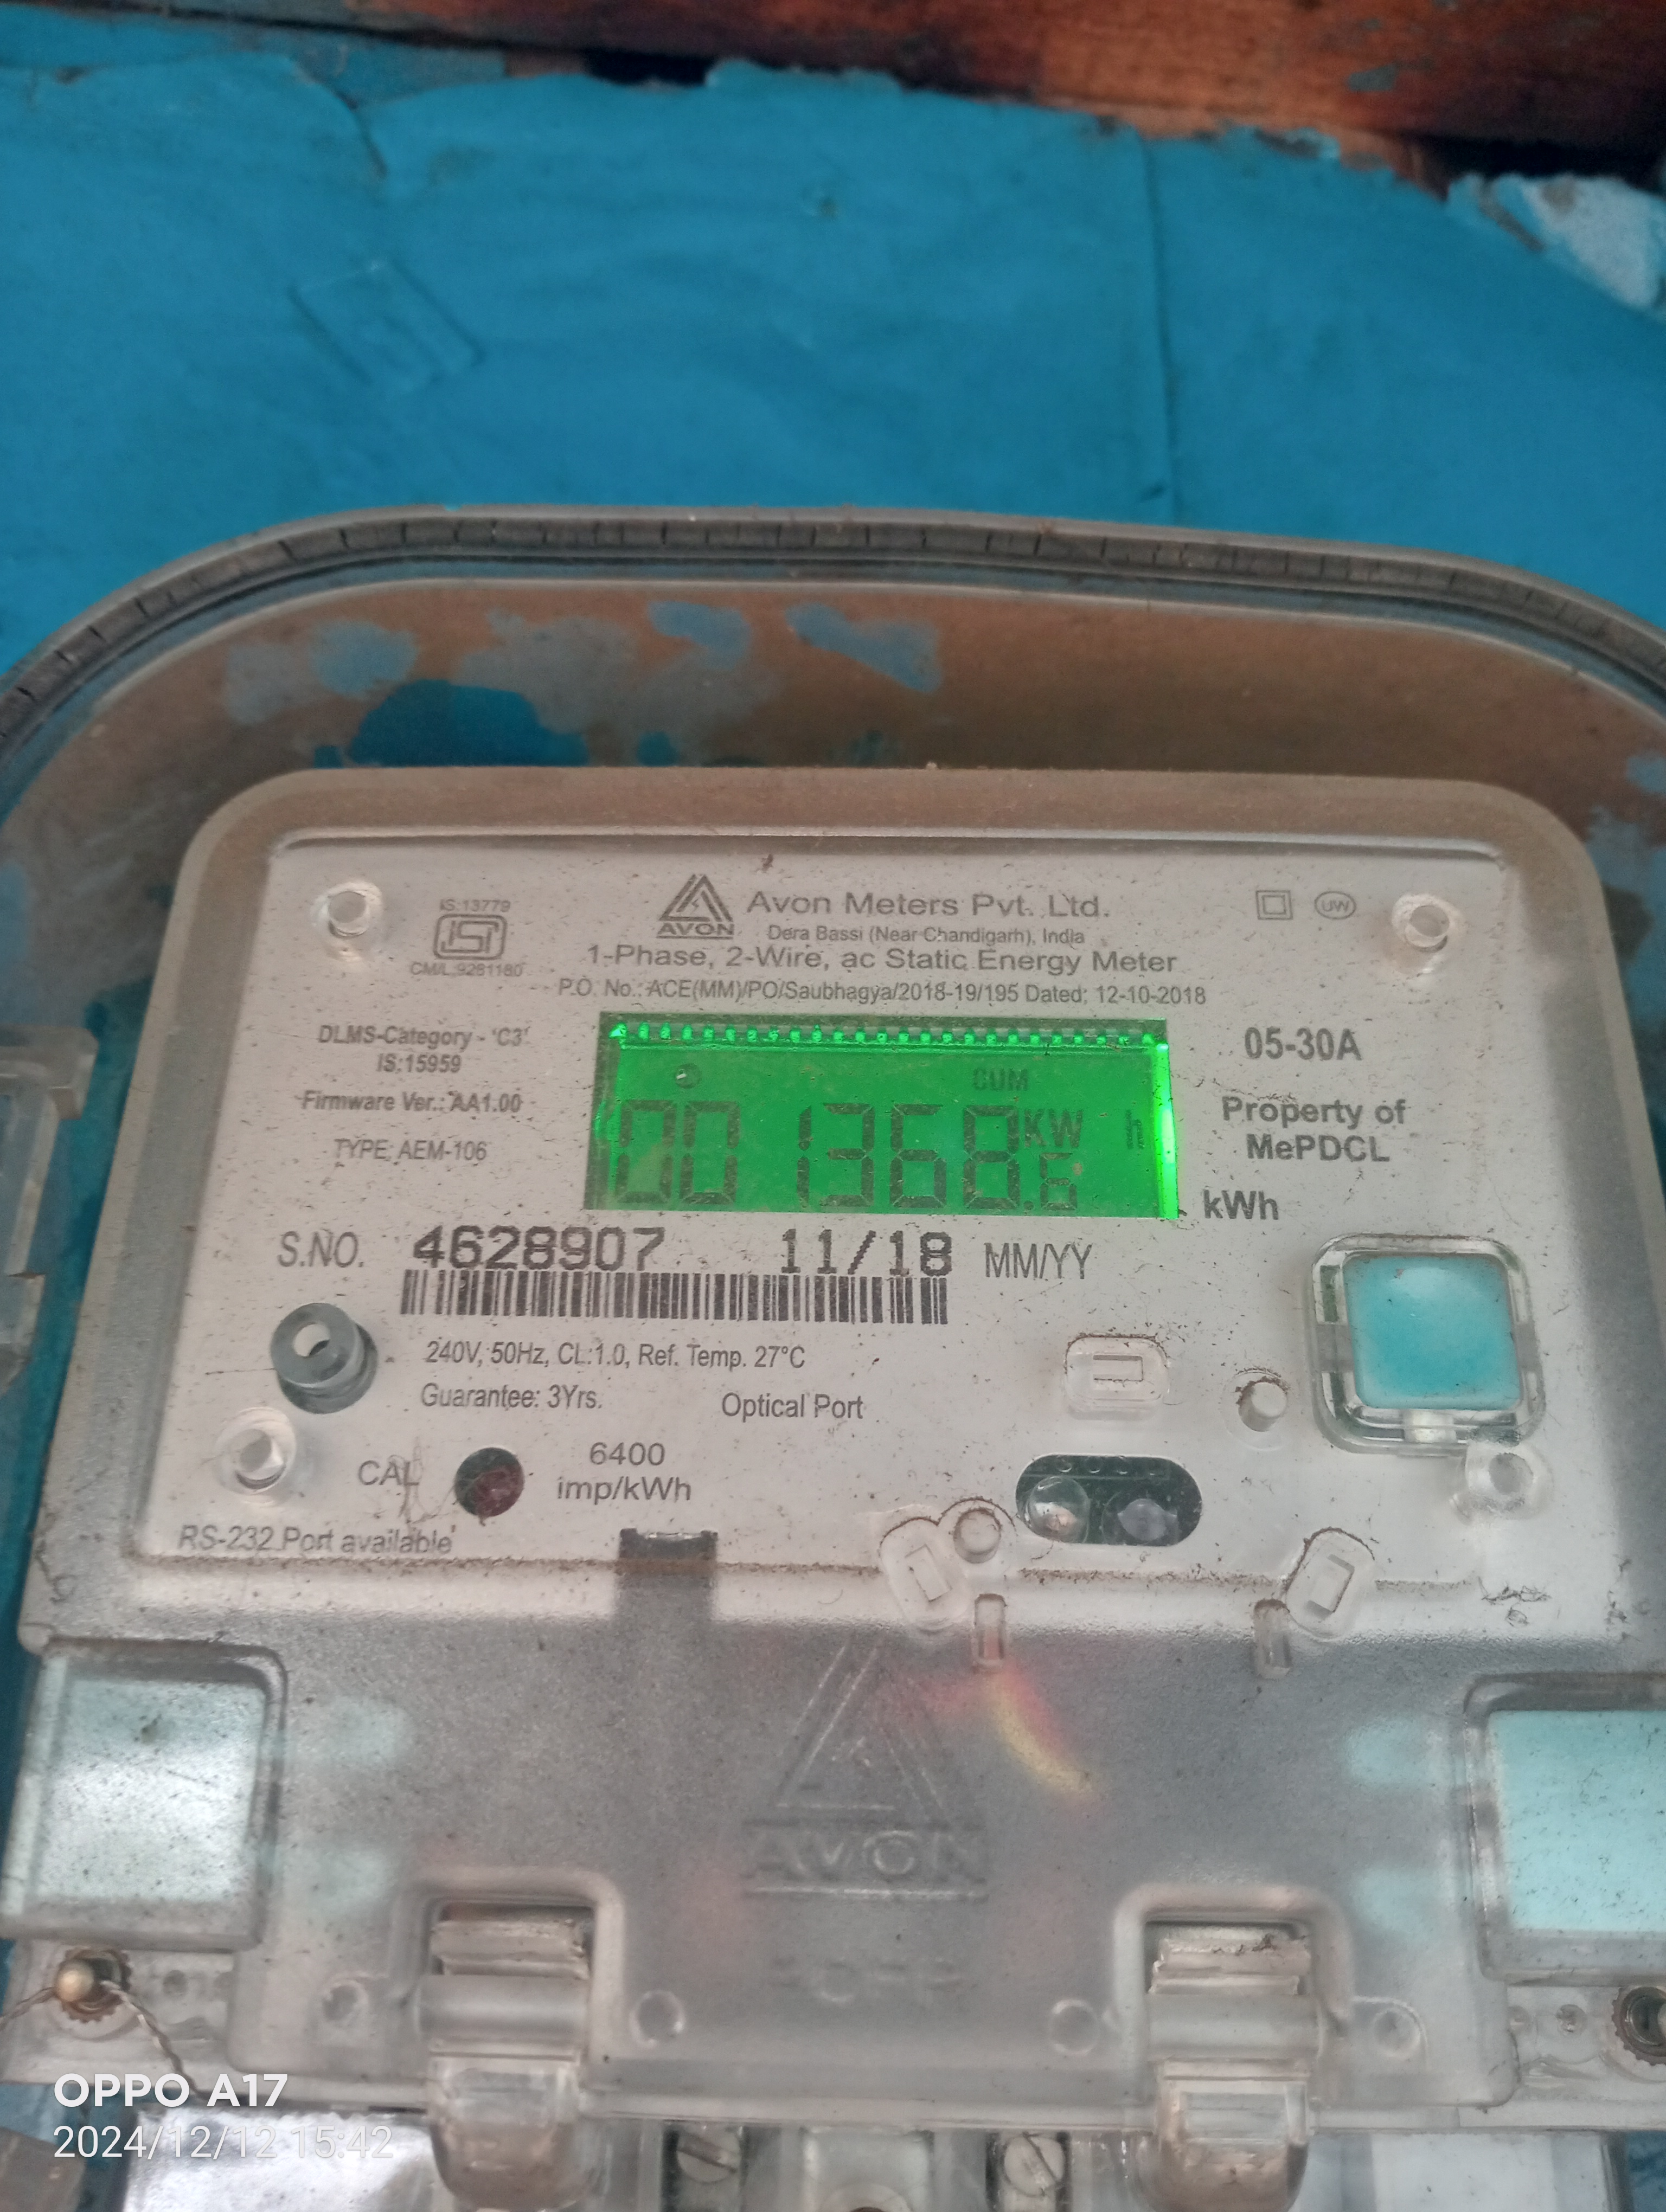 IS:13779
ISI
CM/L 9261180
AVON
Avon Meters Pvt. Ltd.
Dera Bassi (Near Chandigarh), India
1-Phase, 2-Wire, ac Static Energy Meter
P.O. No.: ACE(MM)/PO/Saubhagya/2018-19/195 Dated: 12-10-2018
UW
DLMS-Category - 'C3'
IS:15959
Firmware Ver.: AA1.00
TYPE: AEM-106
CUM
001368.6 KW h
05-30A
Property of
MePDCL
kWh
S.NO. 4628907 11/18 MM/YY
240V, 50Hz, CL:1.0, Ref. Temp. 27°C
Guarantee: 3Yrs. Optical Port
CAL
6400
imp/kWh
RS-232 Port available
AVON
OPPO A17
2024/12/12 15:42